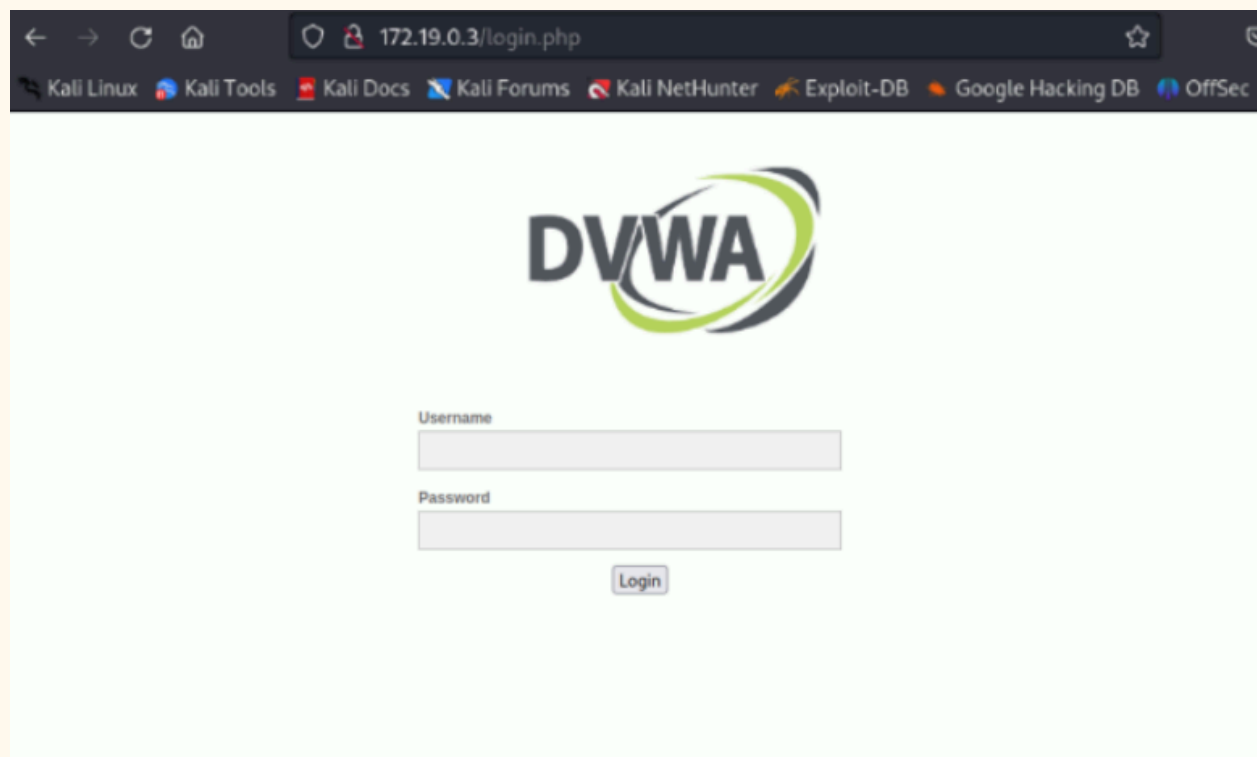 172.19.0.3/login.php
Kali Linux Kali Tools Kali Docs Kali Forums Kali NetHunter Exploit-DB Google Hacking DB OffSec
DVWA
Username
Password
Login